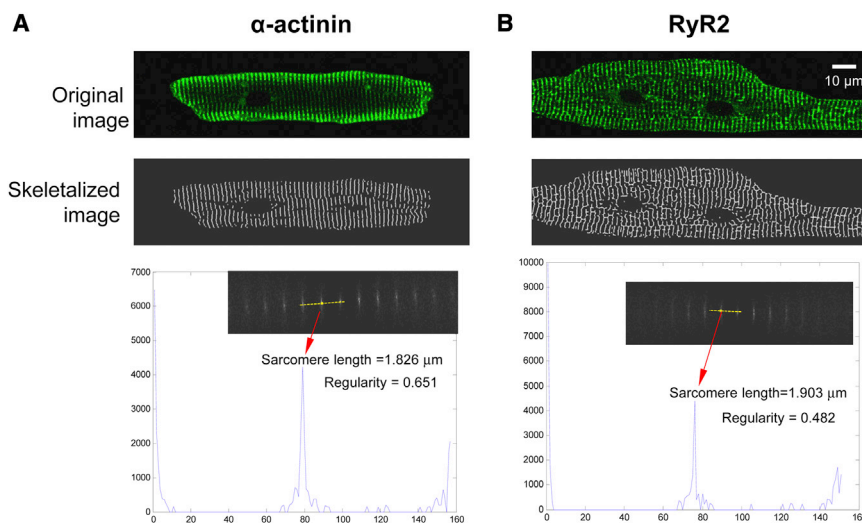 A
α-actinin
B
RyR2
Original
image
10 μm
Skeletalized
image
7000
6000
5000
4000
3000
2000
1000
0
0
20
40
60
80
100
120
140
160
Sarcomere length =1.826 μm
Regularity = 0.651
10000
9000
8000
7000
6000
5000
4000
3000
2000
1000
0
0
20
40
60
80
100
120
140
Sarcomere length=1.903 μm
Regularity = 0.482